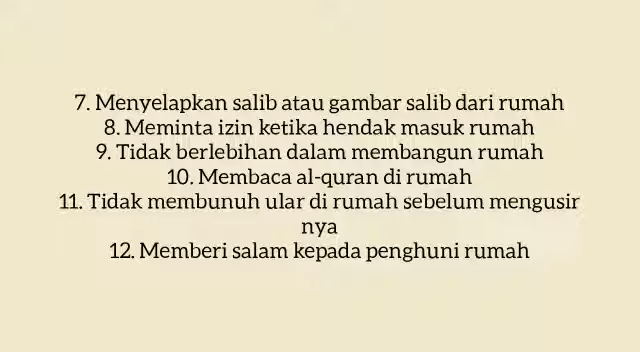 7. Menyelapkan salib atau gambar salib dari rumah
8. Meminta izin ketika hendak masuk rumah
9. Tidak berlebihan dalam membangun rumah
10. Membaca al-quran di rumah
11. Tidak membunuh ular di rumah sebelum mengusir
nya
12. Memberi salam kepada penghuni rumah